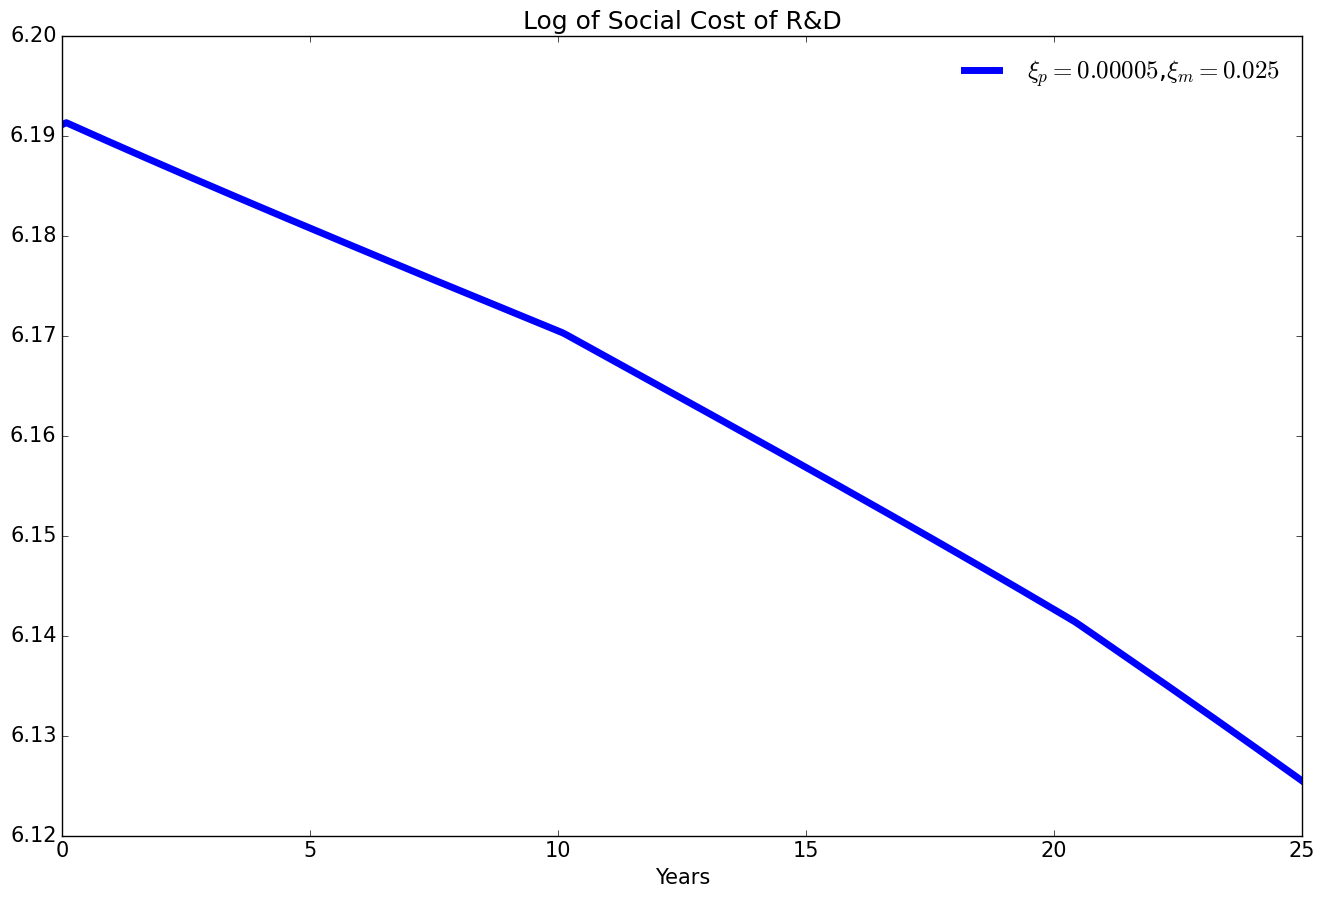 Log of Social Cost of R&D
6.20
6.19
6.18
6.17
6.16
6.15
6.14
6.13
6.12
ξp = 0.00005,ξm = 0.025
0 5 10 15 20 25
Years